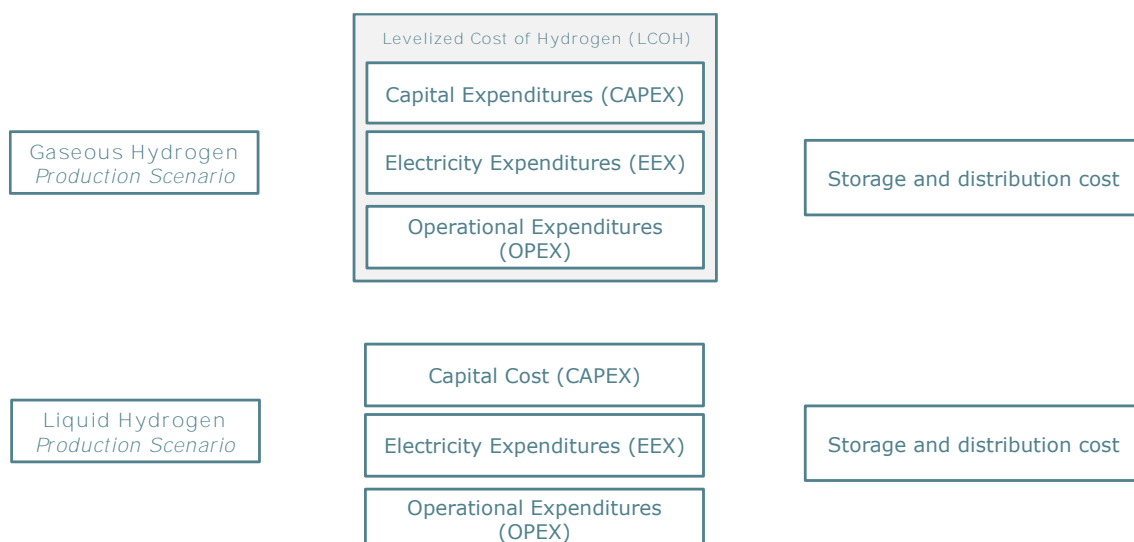 Levelized Cost of Hydrogen (LCOH)
Capital Expenditures (CAPEX)
Gaseous Hydrogen
Production Scenario
Electricity Expenditures (EEX)
Storage and distribution cost
Operational Expenditures
(OPEX)
Capital Cost (CAPEX)
Liquid Hydrogen
Production Scenario
Electricity Expenditures (EEX)
Storage and distribution cost
Operational Expenditures
(OPEX)